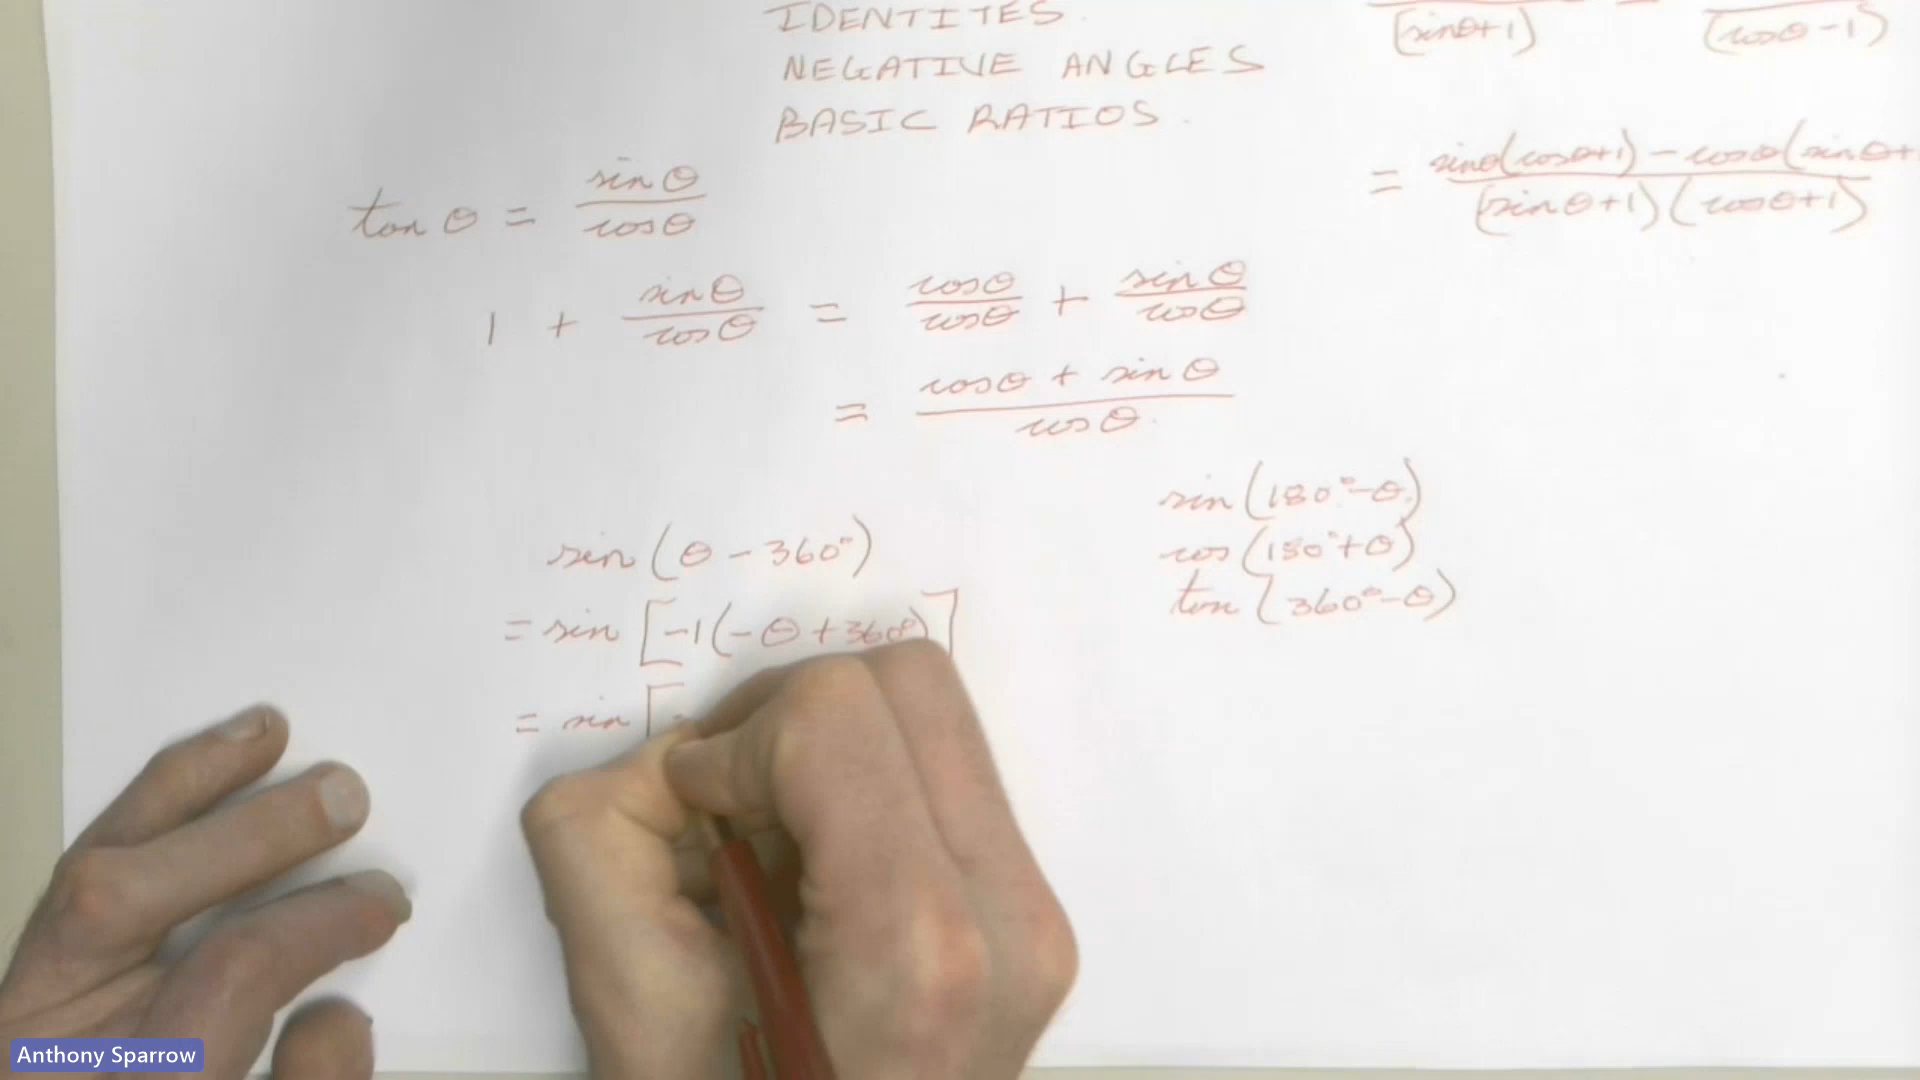 IDENTITES
NEGATIVE ANGLES
BASIC RATIOS
(sinθ+1) (cosθ-1)
= sinθ(cosθ+1) - cosθ(sinθ+
(sinθ+1)(cosθ+1)
tan θ = sinθ / cosθ
1 + sinθ / cosθ = cosθ / cosθ + sinθ / cosθ
= cosθ + sinθ / cosθ
sin(θ - 360°)
= sin[-1(-θ+360°)]
= sin[-
sin(180°-θ)
cos(180°+θ)
tan(360°-θ)
Anthony Sparrow